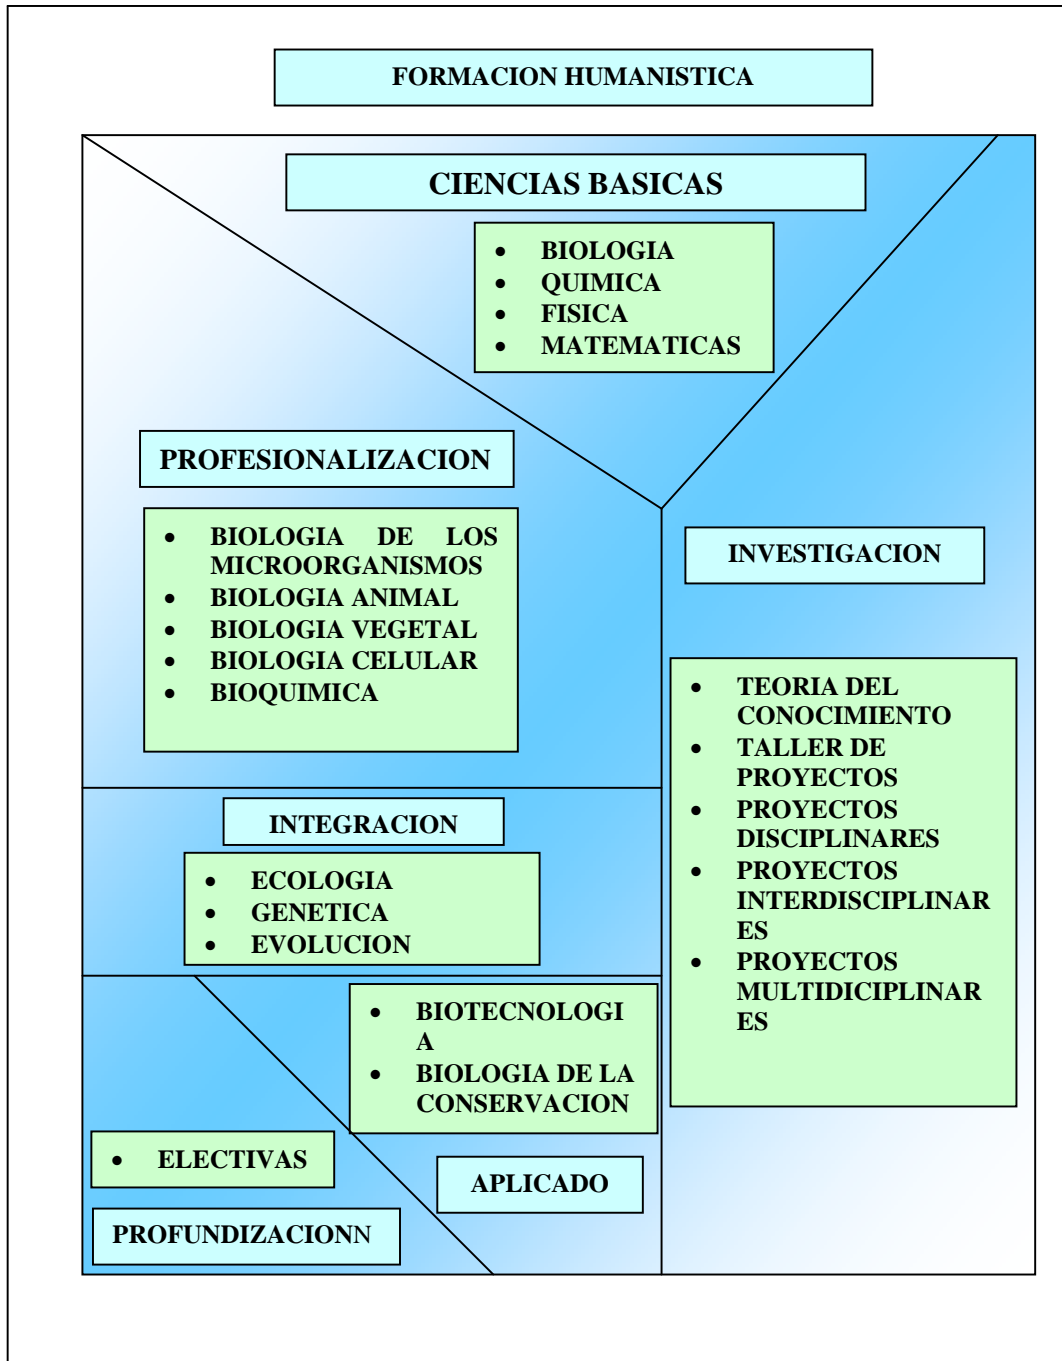 FORMACION HUMANISTICA
CIENCIAS BASICAS
• BIOLOGIA
• QUIMICA
• FISICA
• MATEMATICAS
PROFESIONALIZACION
• BIOLOGIA DE LOS
MICROORGANISMOS
• BIOLOGIA ANIMAL
• BIOLOGIA VEGETAL
• BIOLOGIA CELULAR
• BIOQUIMICA
INVESTIGACION
• TEORIA DEL
CONOCIMIENTO
• TALLER DE
PROYECTOS
• PROYECTOS
DISCIPLINARES
• PROYECTOS
INTERDISCIPLINAR
ES
• PROYECTOS
MULTIDICIPLINAR
ES
INTEGRACION
• ECOLOGIA
• GENETICA
• EVOLUCION
• BIOTECNOLOGI
A
• BIOLOGIA DE LA
CONSERVACION
APLICADO
• ELECTIVAS
PROFUNDIZACIONN